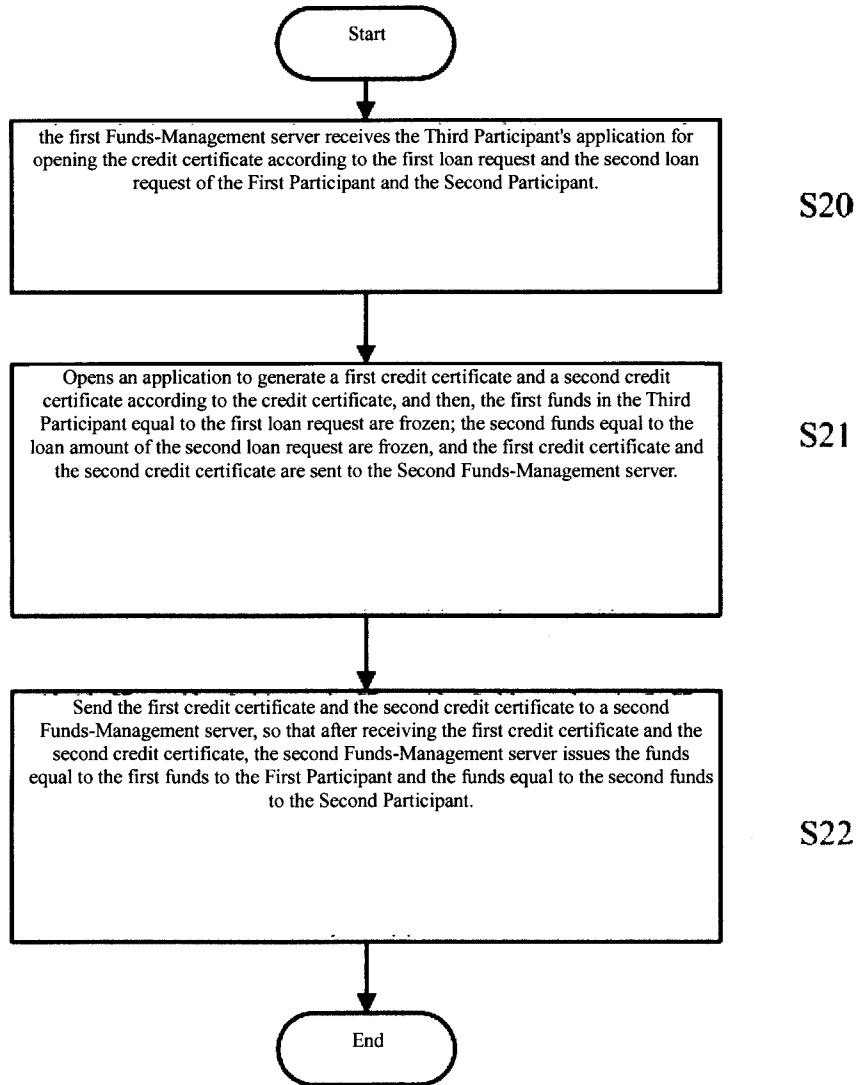 Start
the first Funds-Management server receives the Third Participant's application for
opening the credit certificate according to the first loan request and the second loan
request of the First Participant and the Second Participant.
S20
Opens an application to generate a first credit certificate and a second credit
certificate according to the credit certificate, and then, the first funds in the Third
Participant equal to the first loan request are frozen; the second funds equal to the
loan amount of the second loan request are frozen, and the first credit certificate and
the second credit certificate are sent to the Second Funds-Management server.
S21
Send the first credit certificate and the second credit certificate to a second
Funds-Management server, so that after receiving the first credit certificate and the
second credit certificate, the second Funds-Management server issues the funds
equal to the first funds to the First Participant and the funds equal to the second funds
to the Second Participant.
S22
End